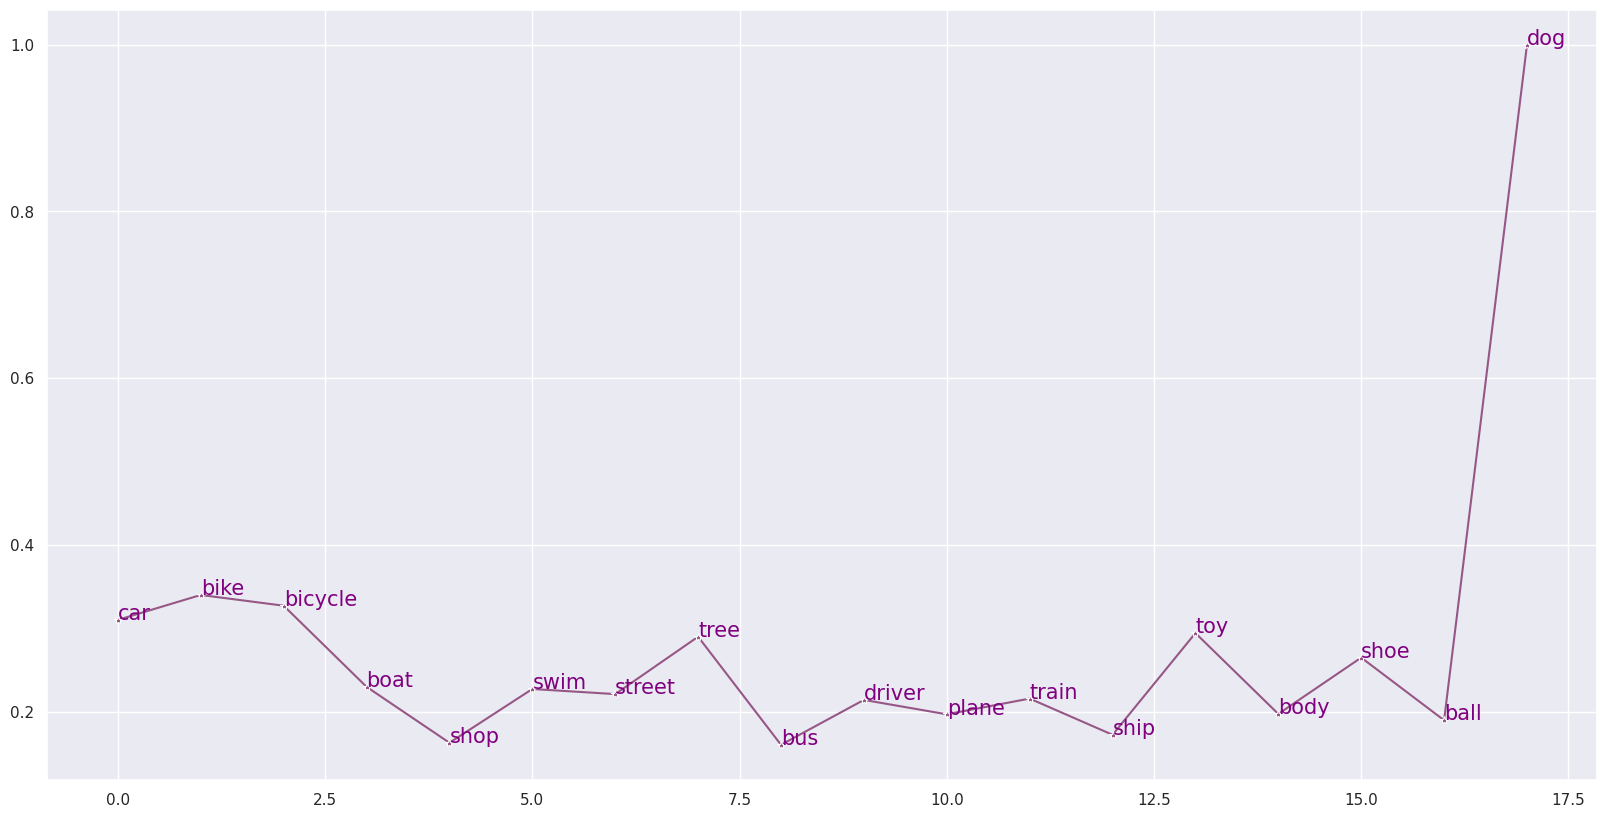 1.0
0.8
0.6
0.4
0.2
dog
car
bike
bicycle
boat
shop
swim
street
tree
bus
driver
plane
train
ship
toy
body
shoe
ball
0.0 2.5 5.0 7.5 10.0 12.5 15.0 17.5